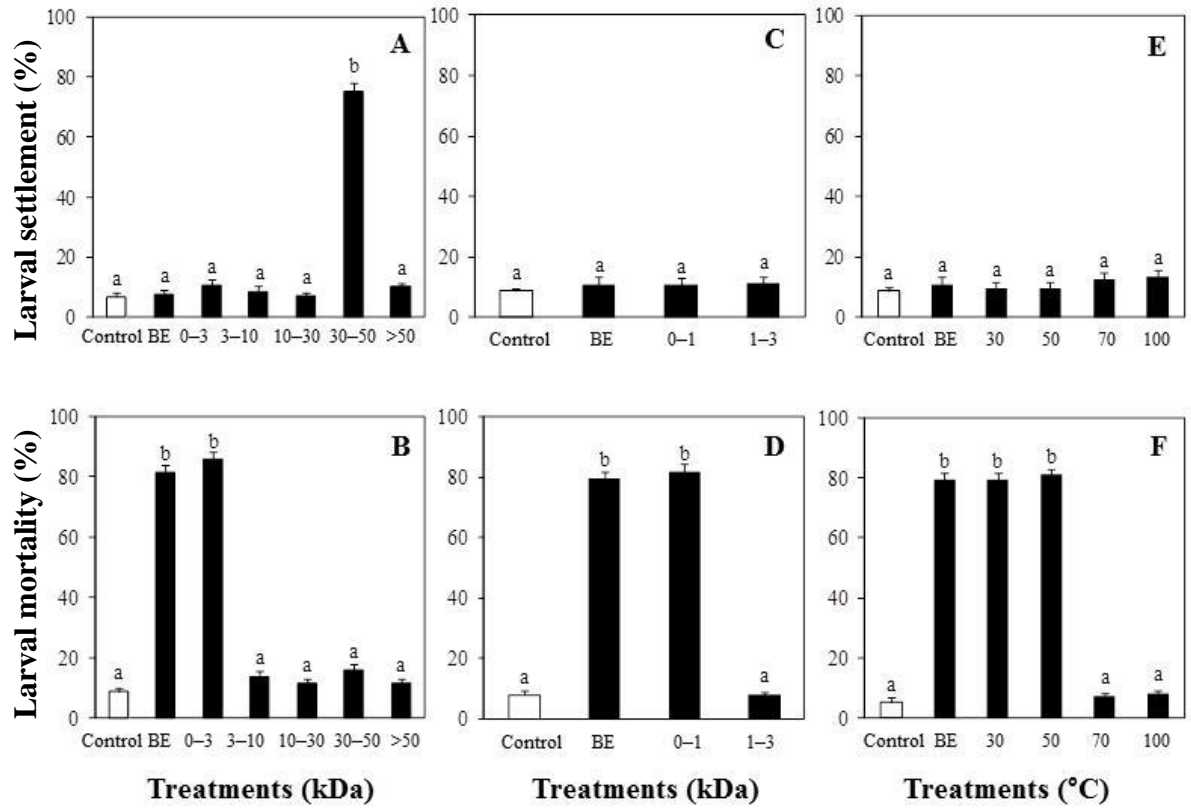 Larval settlement (%)
100
80
60
40
20
0
A
a
a
a
a
a
b
a
Control BE 0–3 3–10 10–30 30–50 >50
100
80
60
40
20
0
C
a
a
a
a
Control BE 0–1 1–3
100
80
60
40
20
0
E
a
a
a
a
a
a
Control BE 30 50 70 100
Larval mortality (%)
100
80
60
40
20
0
B
a
b
b
a
a
a
a
Control BE 0–3 3–10 10–30 30–50 >50
100
80
60
40
20
0
D
a
b
b
a
Control BE 0–1 1–3
100
80
60
40
20
0
F
a
b
b
b
a
a
Control BE 30 50 70 100
Treatments (kDa)
Treatments (kDa)
Treatments (°C)